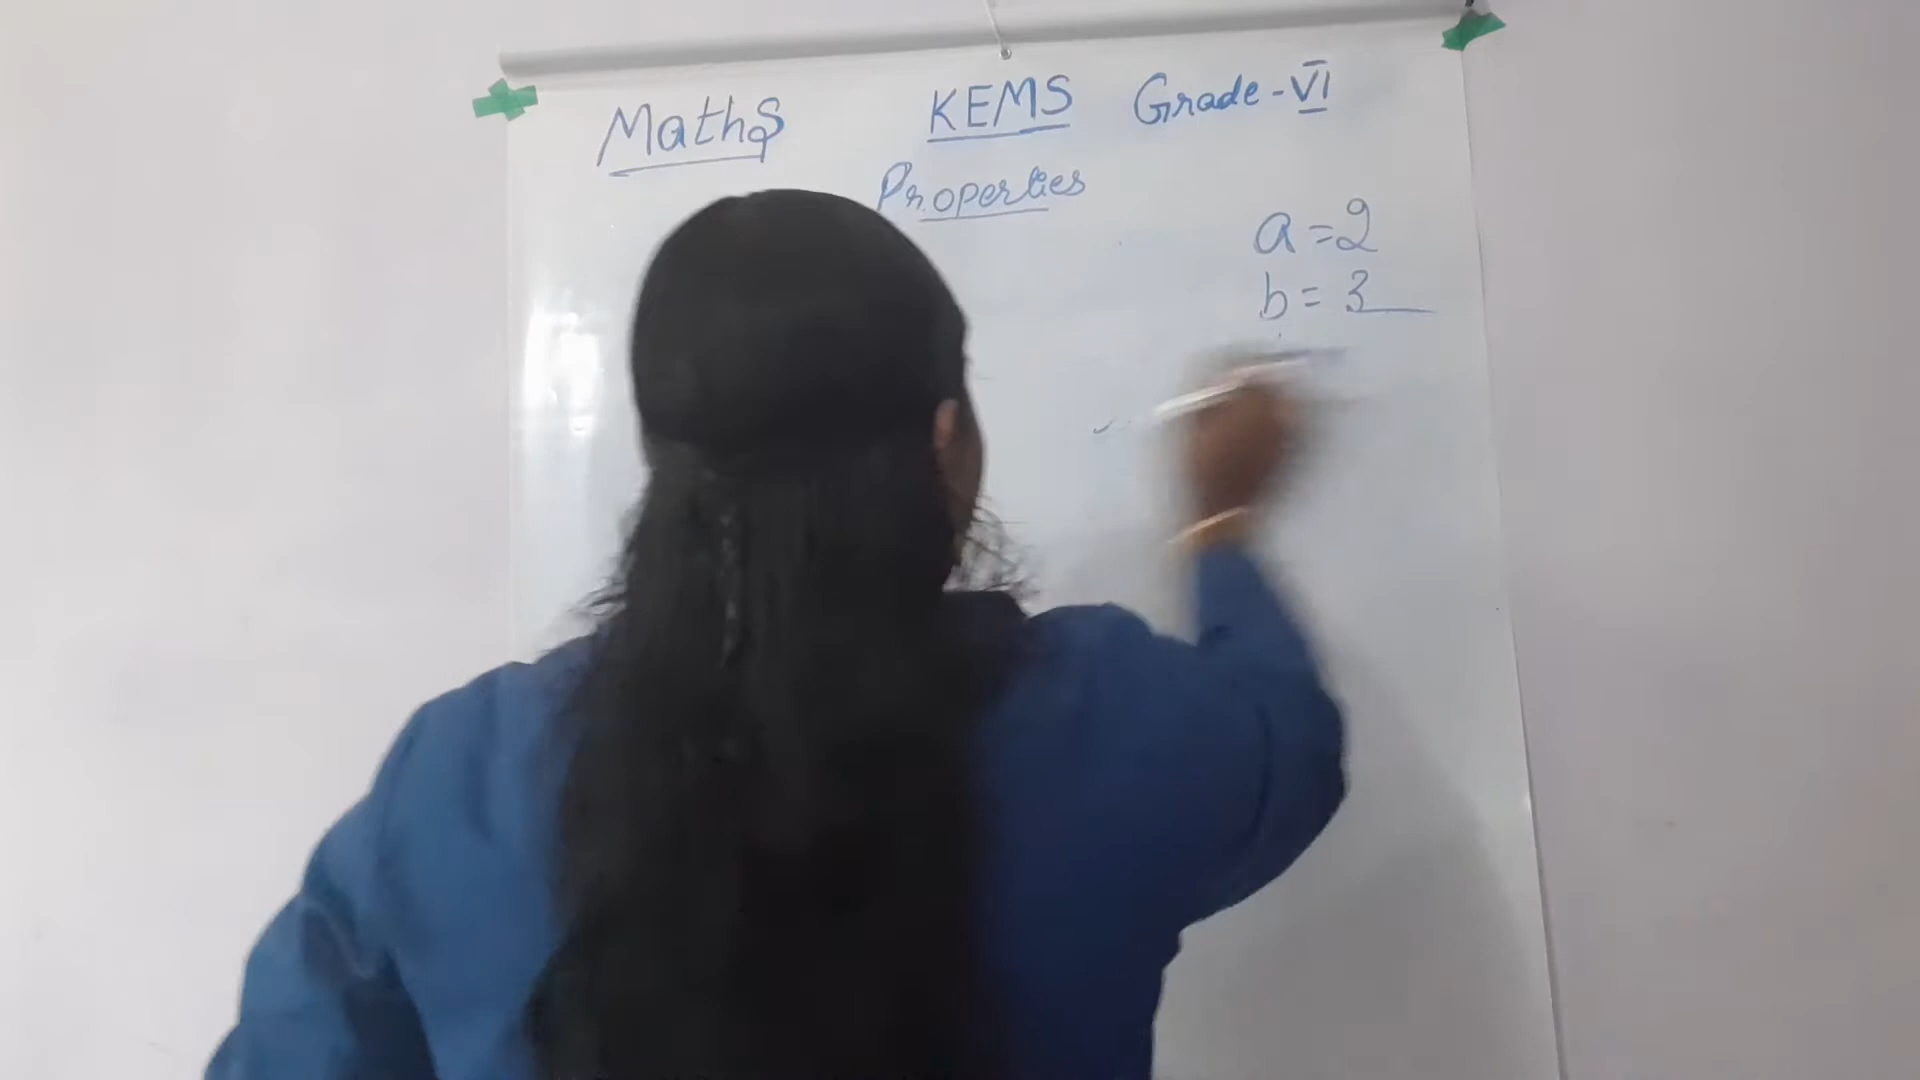 Maths KEMS Grade-VI
Properties
a = 2
b = 3